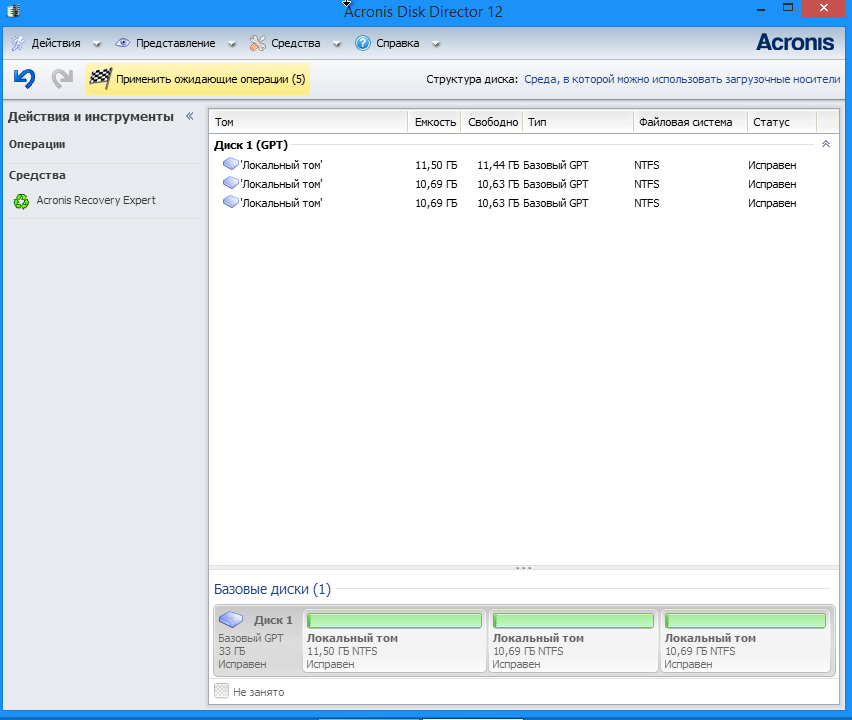 Acronis Disk Director 12
Действия Представление Средства Справка Acronis
Применить ожидающие операции (5) Структура диска: Среда, в которой можно использовать загрузочные носители
Действия и инструменты «
Операции
Средства
Acronis Recovery Expert
Том Емкость Свободно Тип Файловая система Статус
Диск 1 (GPT)
'Локальный том' 11,50 ГБ 11,44 ГБ Базовый GPT NTFS Исправен
'Локальный том' 10,69 ГБ 10,63 ГБ Базовый GPT NTFS Исправен
'Локальный том' 10,69 ГБ 10,63 ГБ Базовый GPT NTFS Исправен
Базовые диски (1)
Диск 1
Базовый GPT
33 ГБ
Исправен
Локальный том
11,50 ГБ NTFS
Исправен
Локальный том
10,69 ГБ NTFS
Исправен
Локальный том
10,69 ГБ NTFS
Исправен
Не занято